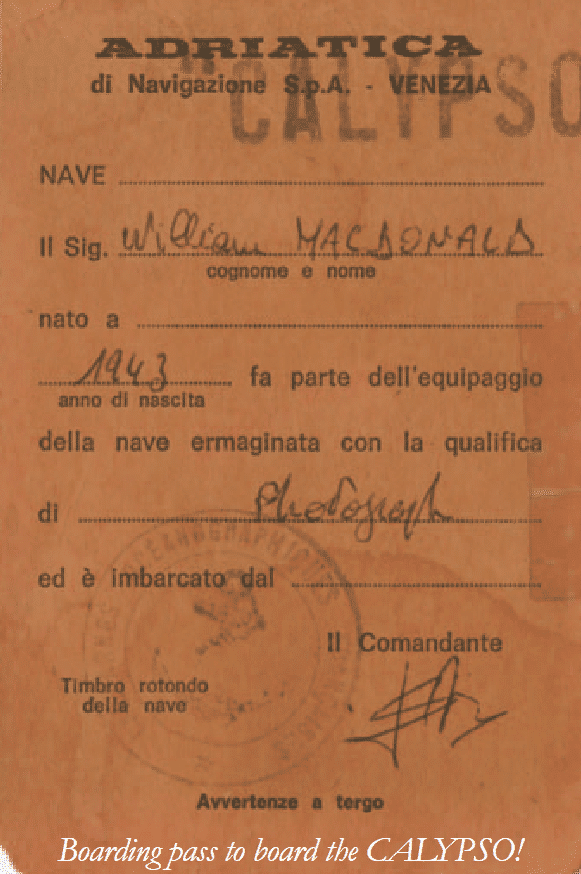 ADRIATICA
di Navigazione S.p.A. - VENEZIA
"CALYPSO
NAVE
Il Sig. William MACDONALD
cognome e nome
nato a
1943 fa parte dell'equipaggio
anno di nascita
della nave ermaginata con la qualifica
di Photograph
ed è imbarcato dal
Il Comandante
Timbro rotondo
della nave
Avvertenze a tergo
Boarding pass to board the CALYPSO!